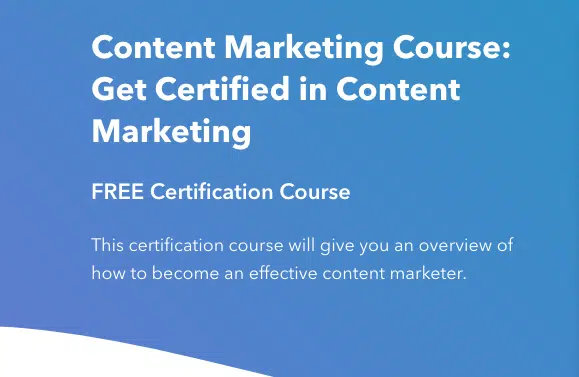 Content Marketing Course:
Get Certified in Content
Marketing
FREE Certification Course
This certification course will give you an overview of
how to become an effective content marketer.